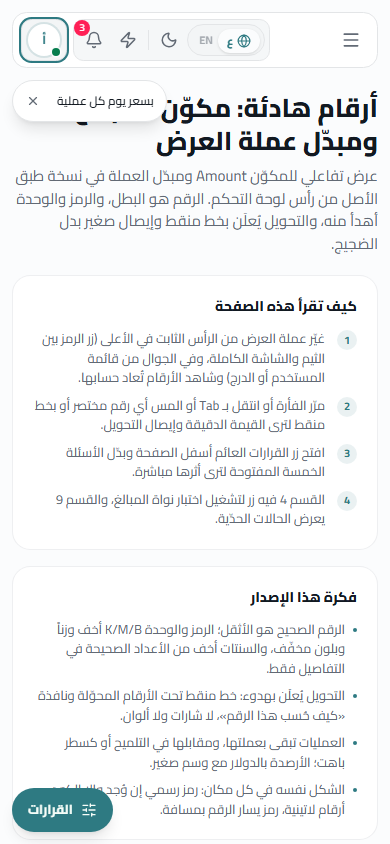 i
3
EN
ع
بسعر يوم كل عملية
أرقام هادئة: مكوّن
ومبدّل عملة العرض
عرض تفاعلي للمكوّن Amount ومبدّل العملة في نسخة طبق
الأصل من رأس لوحة التحكم. الرقم هو البطل، والرمز والوحدة
أهدأ منه، والتحويل يُعلَن بخط منقط وإيصال صغير بدل
الضجيج.
كيف تقرأ هذه الصفحة
1 غيّر عملة العرض من الرأس الثابت في الأعلى (زر الرمز بين
الثيم والشاشة الكاملة، وفي الجوال من قائمة
المستخدم أو الدرج) وشاهد الأرقام تُعاد حسابها.
2 مرّر الفأرة أو انتقل بـ Tab أو المس أي رقم مختصر أو بخط
منقط لترى القيمة الدقيقة وإيصال التحويل.
3 افتح زر القرارات العائم أسفل الصفحة وبدّل الأسئلة
الخمسة المفتوحة لترى أثرها مباشرة.
4 القسم 4 فيه زر لتشغيل اختبار نواة المبالغ، والقسم 9
يعرض الحالات الحدّية.
فكرة هذا الإصدار
• الرقم الصحيح هو الأثقل؛ الرمز والوحدة K/M/B أخف وزناً
وبلون مخفّف، والسنتات أخف من الأعداد الصحيحة في
التفاصيل فقط.
• التحويل يُعلَن بهدوء: خط منقط تحت الأرقام المحوّلة ونافذة
«كيف حُسب هذا الرقم»، لا شارات ولا ألوان.
• العمليات تبقى بعملتها، ومقابلها في التلميح أو كسطر
باهت؛ الأرصدة بالدولار مع وسم صغير.
• الشكل نفسه في كل مكان: رمز رسمي إن وُجد
أرقام لاتينية، رمز يسار الرقم بمسافة.
القرارات